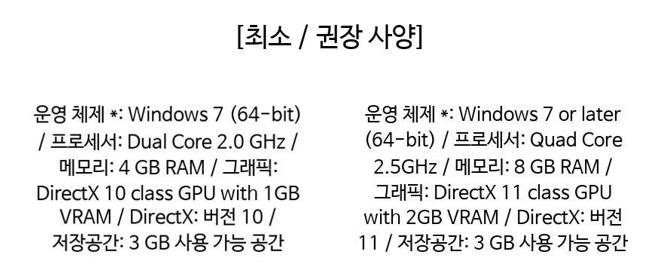 [최소 / 권장 사양]
운영 체제 *: Windows 7 (64-bit)
/ 프로세서: Dual Core 2.0 GHz /
메모리: 4 GB RAM / 그래픽:
DirectX 10 class GPU with 1GB
VRAM / DirectX: 버전 10 /
저장공간: 3 GB 사용 가능 공간
운영 체제 *: Windows 7 or later
(64-bit) / 프로세서: Quad Core
2.5GHz / 메모리: 8 GB RAM /
그래픽: DirectX 11 class GPU
with 2GB VRAM / DirectX: 버전
11 / 저장공간: 3 GB 사용 가능 공간